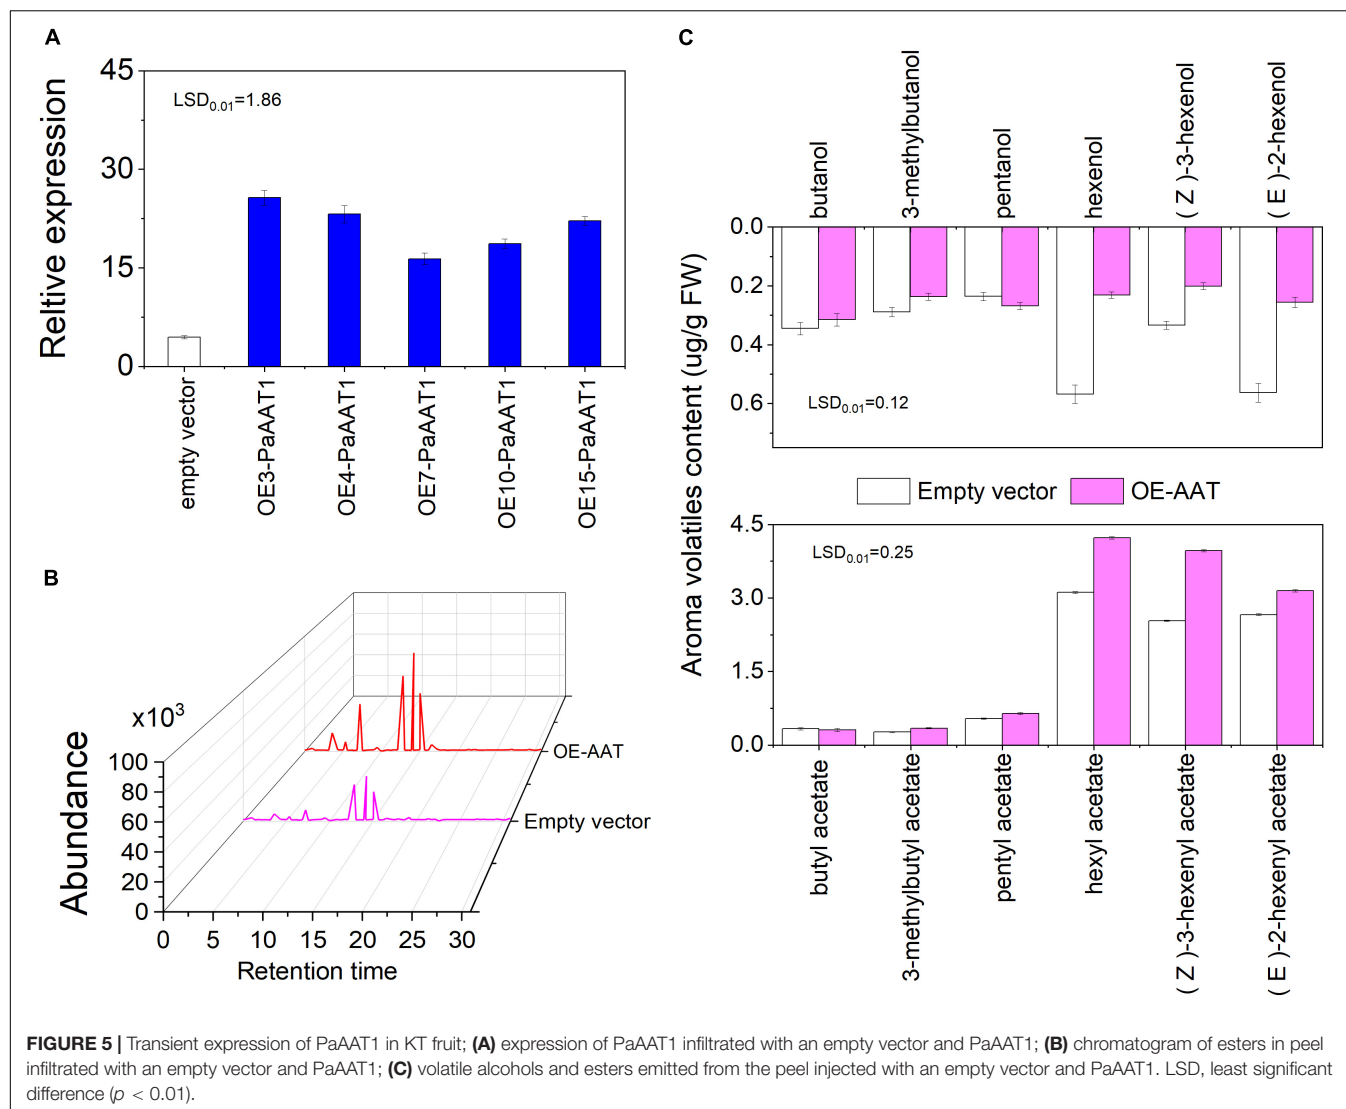 A
Reltive expression
45
30
15
0
LSD0.01=1.86
empty vector
OE3-PaAAT1
OE4-PaAAT1
OE7-PaAAT1
OE10-PaAAT1
OE15-PaAAT1
B
x10³
Abundance
100
80
60
40
20
0
OE-AAT
Empty vector
0 5 10 15 20 25 30
Retention time
C
butanol
3-methylbutanol
pentanol
hexenol
( Z )-3-hexenol
( E )-2-hexenol
Aroma volatiles content (ug/g FW)
0.0
0.2
0.4
0.6
LSD0.01=0.12
Empty vector OE-AAT
4.5
3.0
1.5
0.0
LSD0.01=0.25
butyl acetate
3-methylbutyl acetate
pentyl acetate
hexyl acetate
( Z )-3-hexenyl acetate
( E )-2-hexenyl acetate
FIGURE 5 | Transient expression of PaAAT1 in KT fruit; (A) expression of PaAAT1 infiltrated with an empty vector and PaAAT1; (B) chromatogram of esters in peel
infiltrated with an empty vector and PaAAT1; (C) volatile alcohols and esters emitted from the peel injected with an empty vector and PaAAT1. LSD, least significant
difference (p < 0.01).